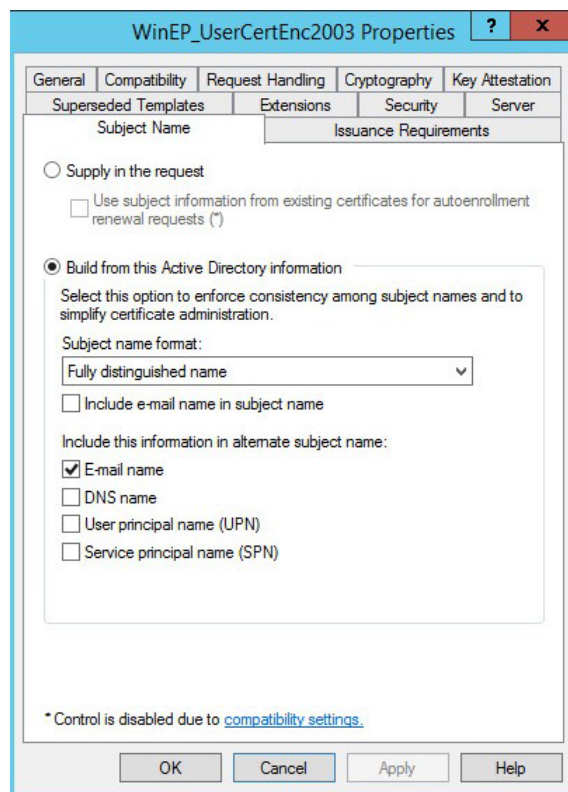 WinEP_UserCertEnc2003 Properties ? x
General Compatibility Request Handling Cryptography Key Attestation
Superseded Templates Extensions Security Server
Subject Name Issuance Requirements
Supply in the request
Use subject information from existing certificates for autoenrollment
renewal requests (*)
Build from this Active Directory information
Select this option to enforce consistency among subject names and to
simplify certificate administration.
Subject name format:
Fully distinguished name
Include e-mail name in subject name
Include this information in alternate subject name:
E-mail name
DNS name
User principal name (UPN)
Service principal name (SPN)
* Control is disabled due to compatibility settings.
OK Cancel Apply Help